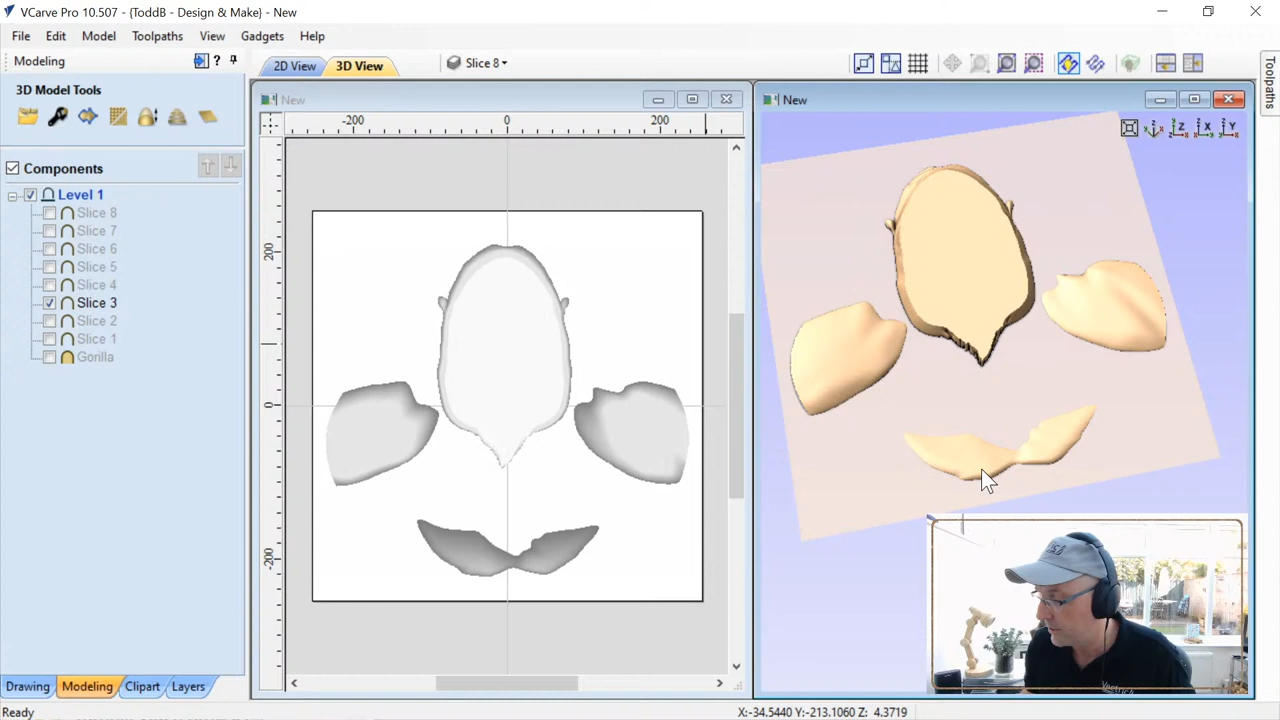 VCarve Pro 10.507 - {ToddB - Design & Make} - New
File Edit Model Toolpaths View Gadgets Help
Modeling ?
2D View 3D View Slice 8
3D Model Tools
Components
Level 1
Slice 8
Slice 7
Slice 6
Slice 5
Slice 4
Slice 3
Slice 2
Slice 1
Gorilla
New
-200 0 200
200
0
-200
New
Z X Y
Toolpaths
Drawing Modeling Clipart Layers
Ready X:-34.5440 Y:-213.1060 Z: 4.3719